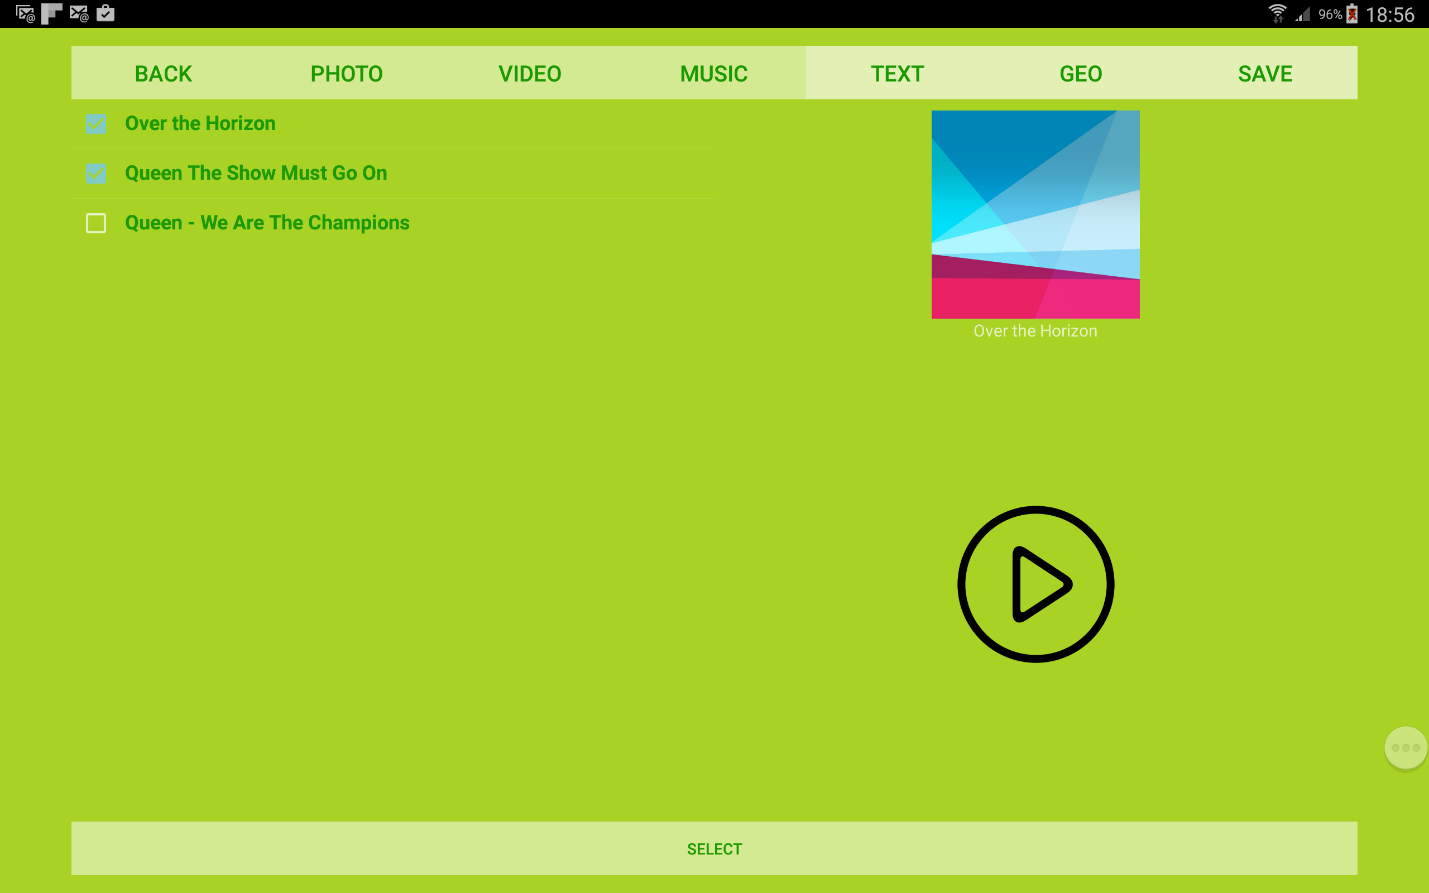 96% 18:56
BACK PHOTO VIDEO MUSIC TEXT GEO SAVE
Over the Horizon
Queen The Show Must Go On
Queen - We Are The Champions
Over the Horizon
SELECT